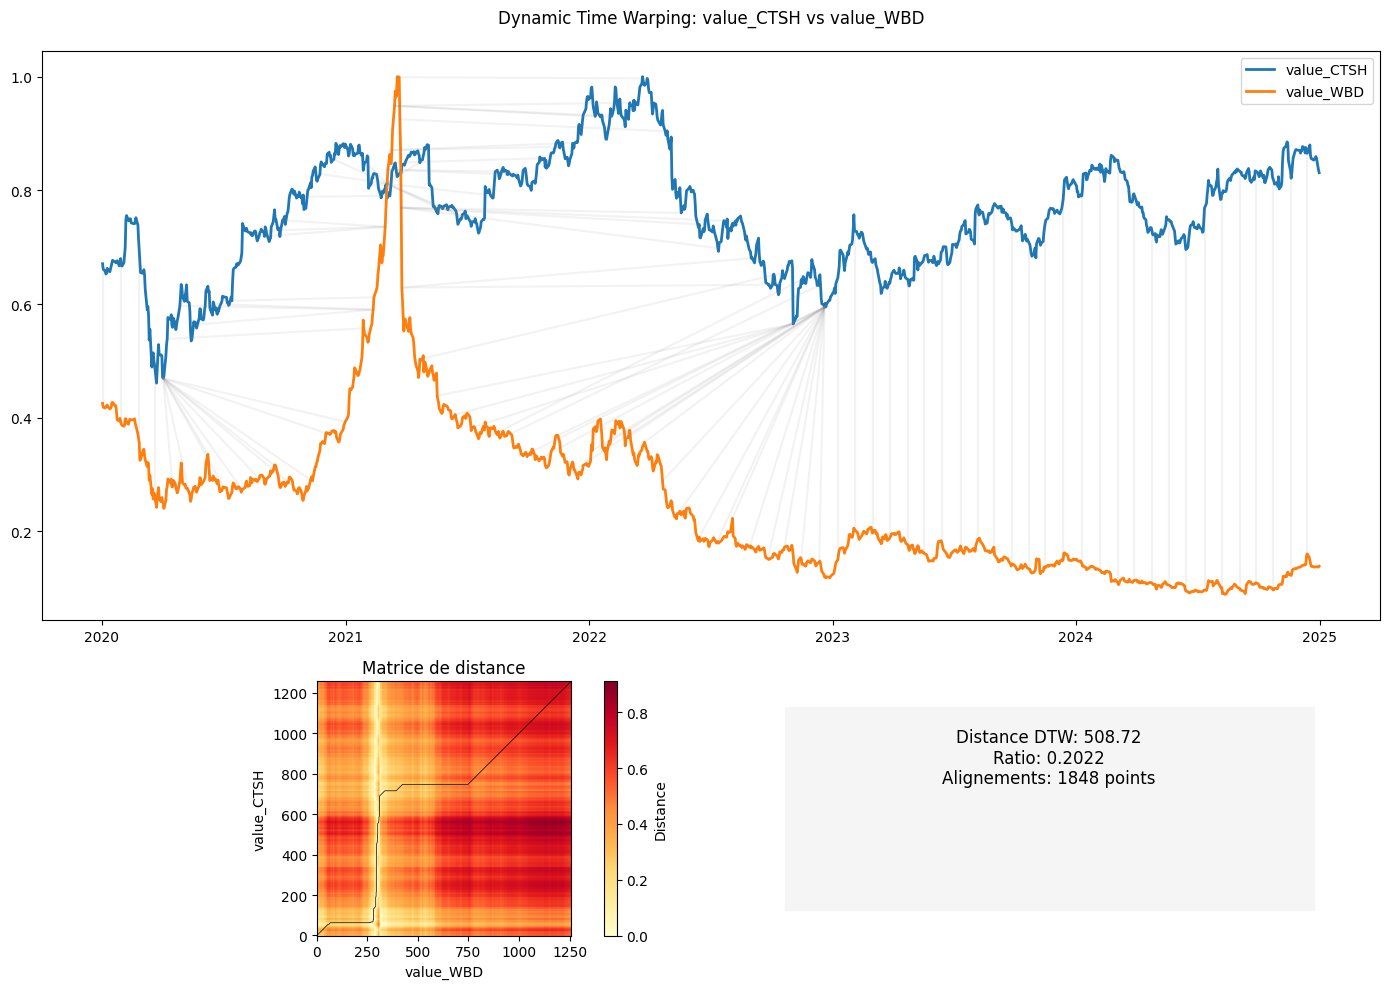 Dynamic Time Warping: value_CTSH vs value_WBD
value_CTSH
value_WBD
1.0
0.8
0.6
0.4
0.2
2020 2021 2022 2023 2024 2025
Matrice de distance
1200
1000
800
600
400
200
0
value_CTSH
0 250 500 750 1000 1250
value_WBD
0.8
0.6
0.4
0.2
0.0
Distance
Distance DTW: 508.72
Ratio: 0.2022
Alignements: 1848 points